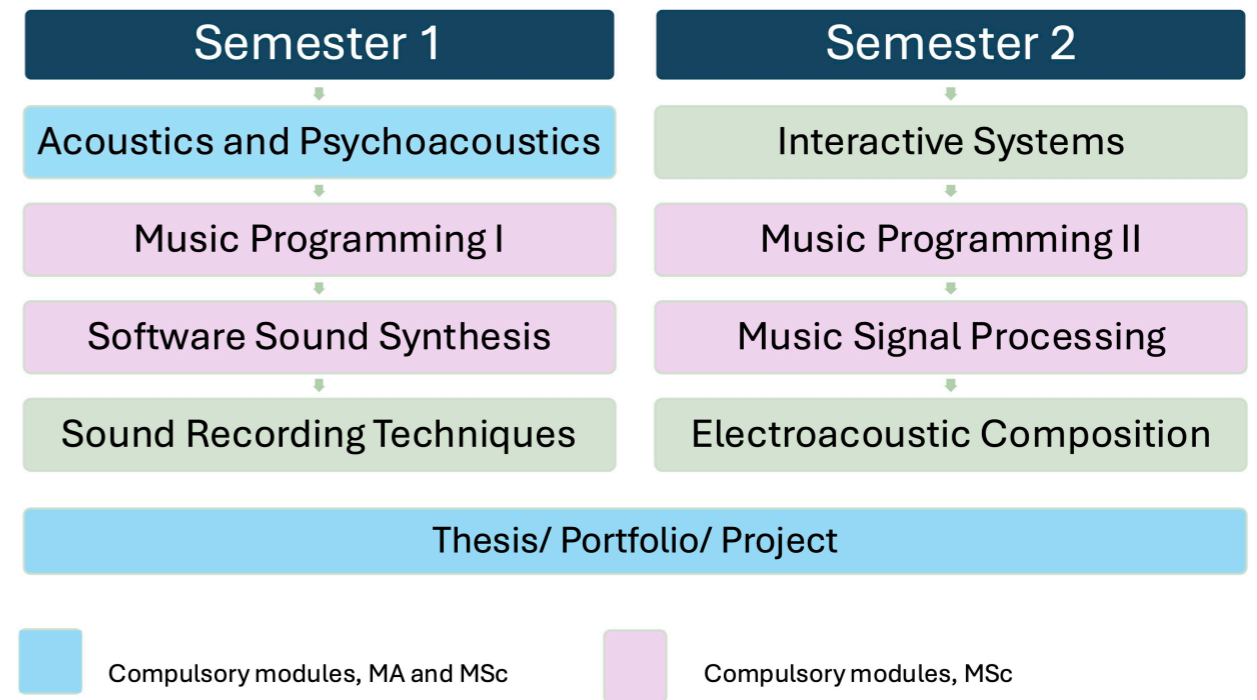 Semester 1
Acoustics and Psychoacoustics
Music Programming I
Software Sound Synthesis
Sound Recording Techniques
Semester 2
Interactive Systems
Music Programming II
Music Signal Processing
Electroacoustic Composition
Thesis/ Portfolio/ Project
Compulsory modules, MA and MSc
Compulsory modules, MSc